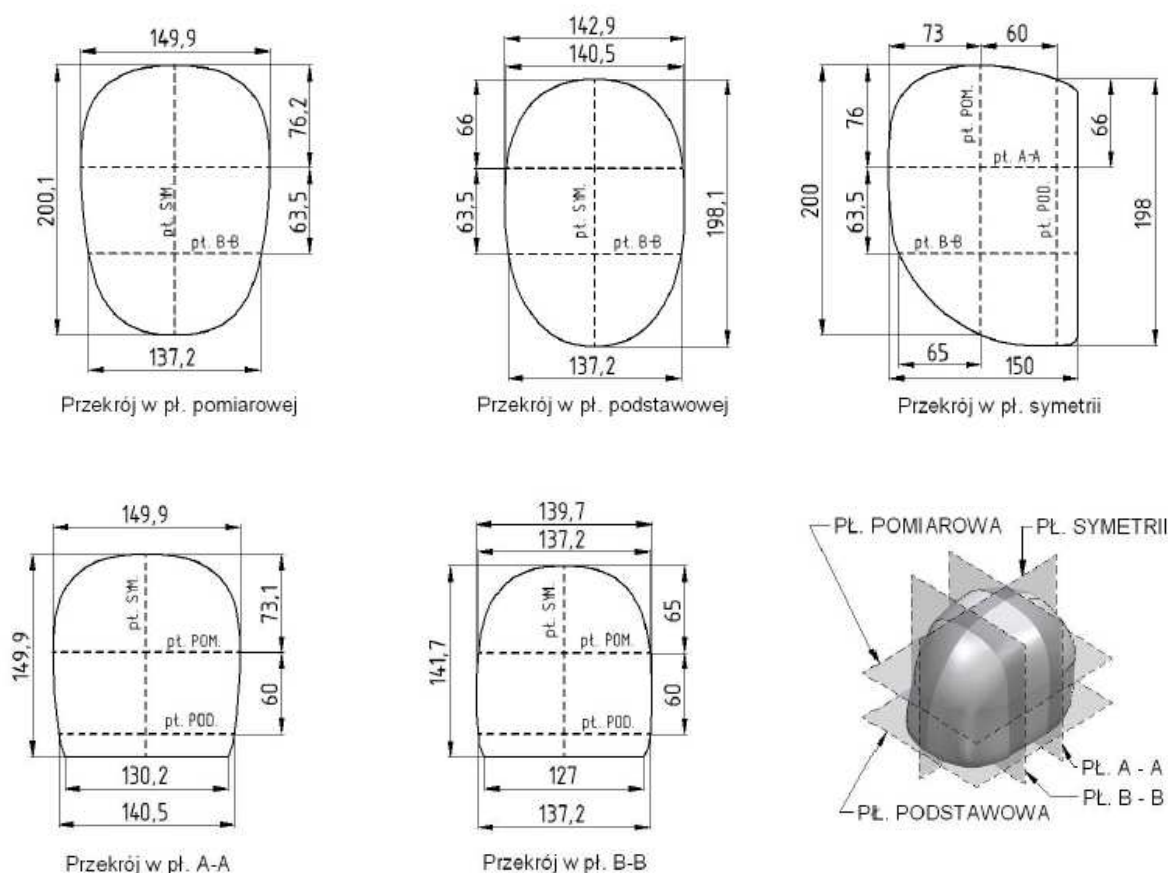 149,9
76,2
63,5
200,1
pł. SYM.
pł. B-B
137,2
Przekrój w pł. pomiarowej
142,9
140,5
66
63,5
198,1
pł. SYM.
pł. B-B
137,2
Przekrój w pł. podstawowej
73
60
76
66
pł. POM.
pł. A-A
200
63,5
pł. POD.
198
pł. B-B
65
150
Przekrój w pł. symetrii
149,9
73,1
149,9
pł. SYM.
pł. POM.
60
pł. POD.
130,2
140,5
Przekrój w pł. A-A
139,7
137,2
65
141,7
pł. SYM.
pł. POM.
60
pł. POD.
127
137,2
Przekrój w pł. B-B
PŁ. POMIAROWA
PŁ. SYMETRII
PŁ. A - A
PŁ. B - B
PŁ. PODSTAWOWA